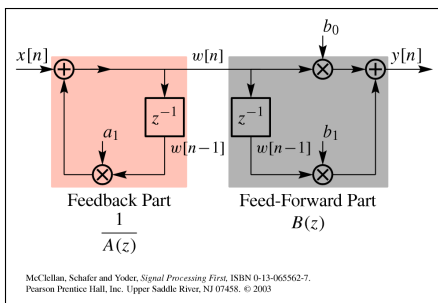 b₀
x[n] w[n] y[n]
z⁻¹ z⁻¹
a₁ w[n−1] w[n−1] b₁
Feedback Part Feed-Forward Part
1
A(z)
B(z)
McClellan, Schafer and Yoder, Signal Processing First, ISBN 0-13-065562-7.
Pearson Prentice Hall, Inc. Upper Saddle River, NJ 07458. © 2003